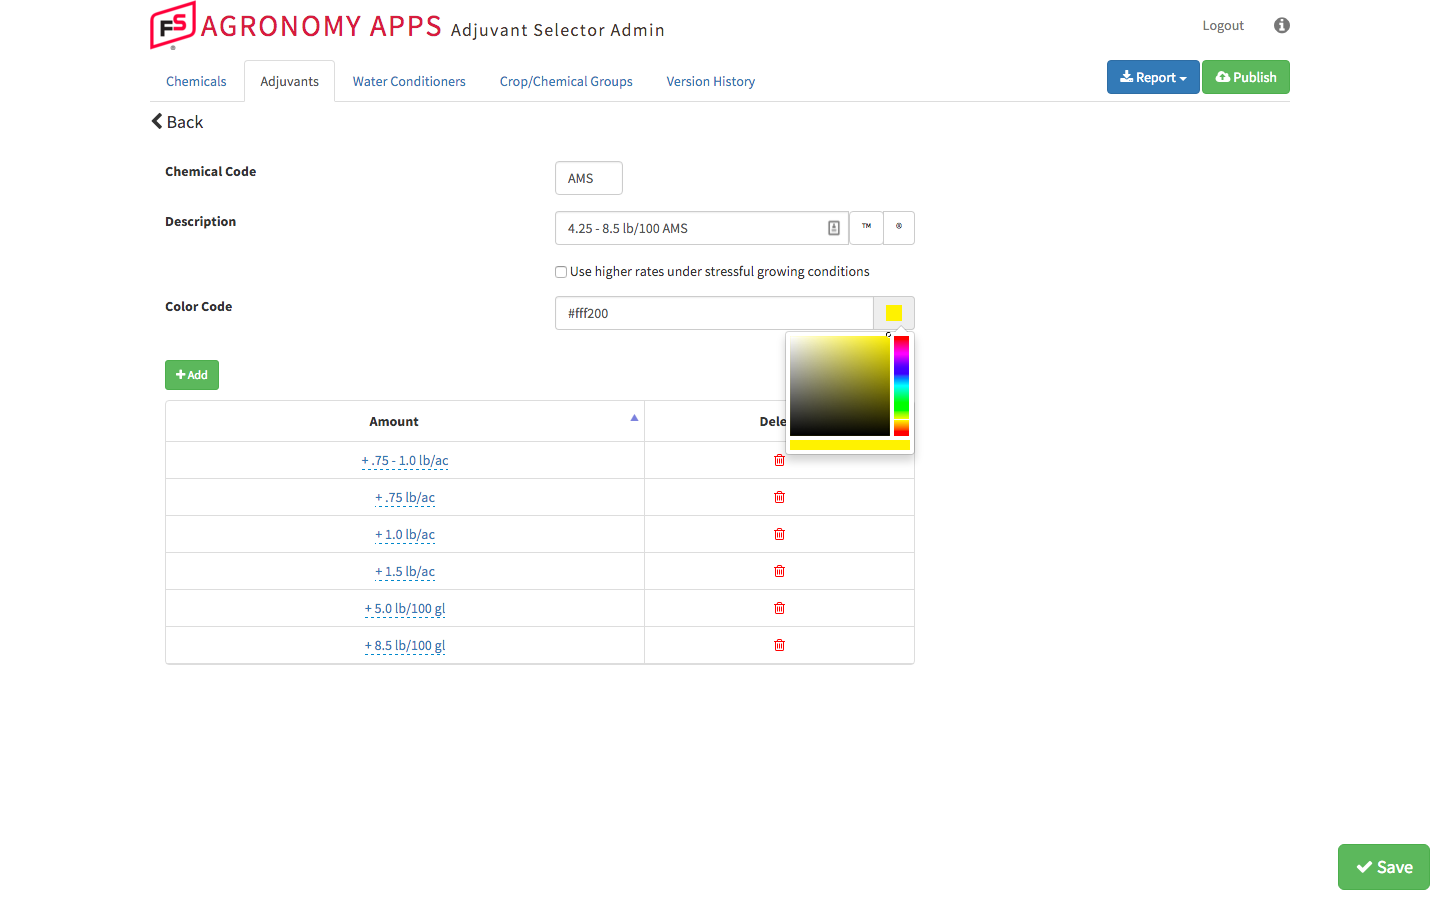 FS AGRONOMY APPS Adjuvant Selector Admin
®
Logout
Chemicals Adjuvants Water Conditioners Crop/Chemical Groups Version History
Report Publish
Back
Chemical Code
AMS
Description
4.25 - 8.5 lb/100 AMS
™ ®
Use higher rates under stressful growing conditions
Color Code
#fff200
+ Add
Amount Dele
+ .75 - 1.0 lb/ac
+ .75 lb/ac
+ 1.0 lb/ac
+ 1.5 lb/ac
+ 5.0 lb/100 gl
+ 8.5 lb/100 gl
Save